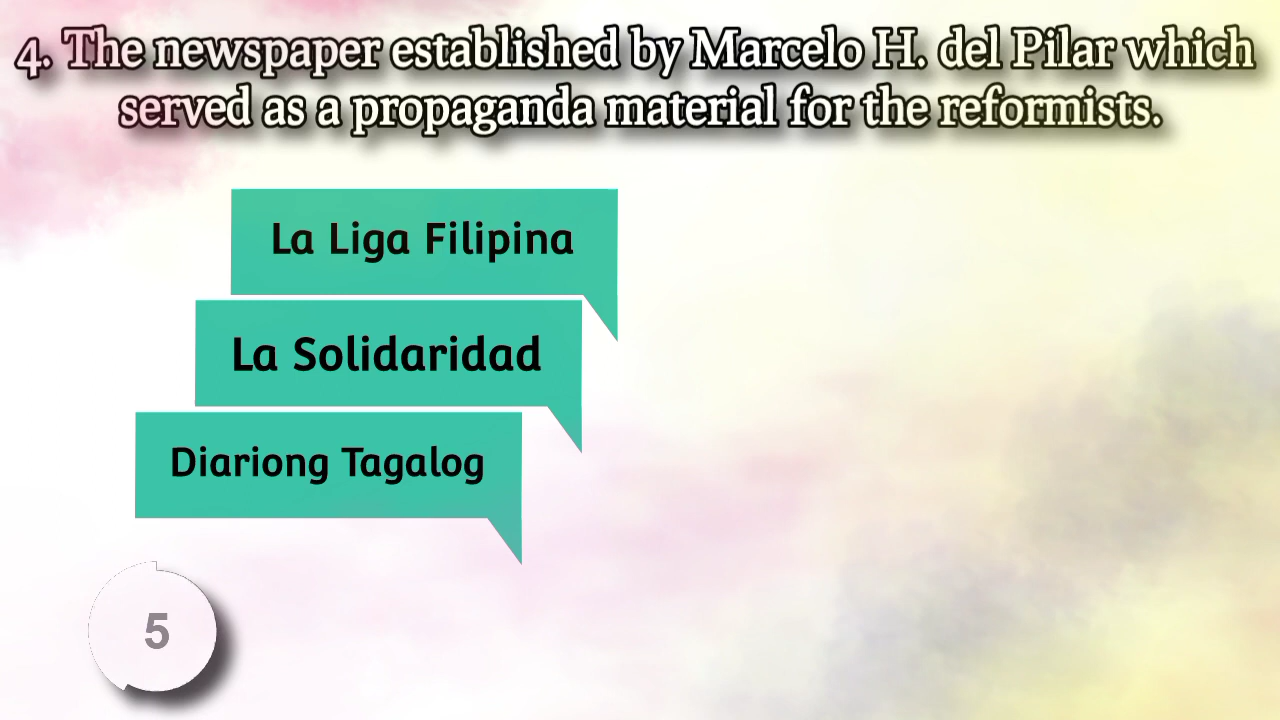 4. The newspaper established by Marcelo H. del Pilar which
served as a propaganda material for the reformists.
La Liga Filipina
La Solidaridad
Diariong Tagalog
5